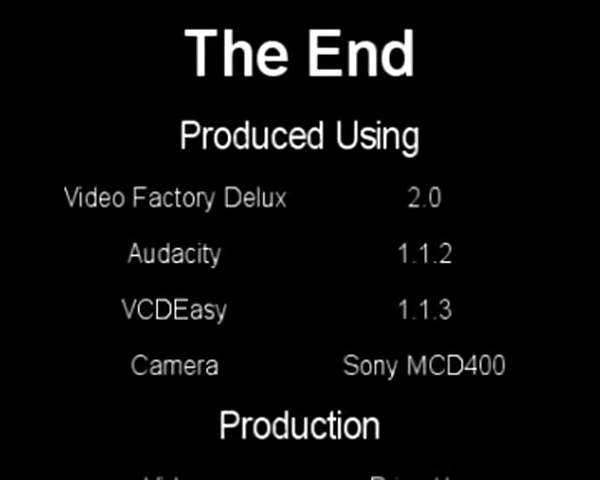 The End
Produced Using
Video Factory Delux 2.0
Audacity 1.1.2
VCDEasy 1.1.3
Camera Sony MCD400
Production